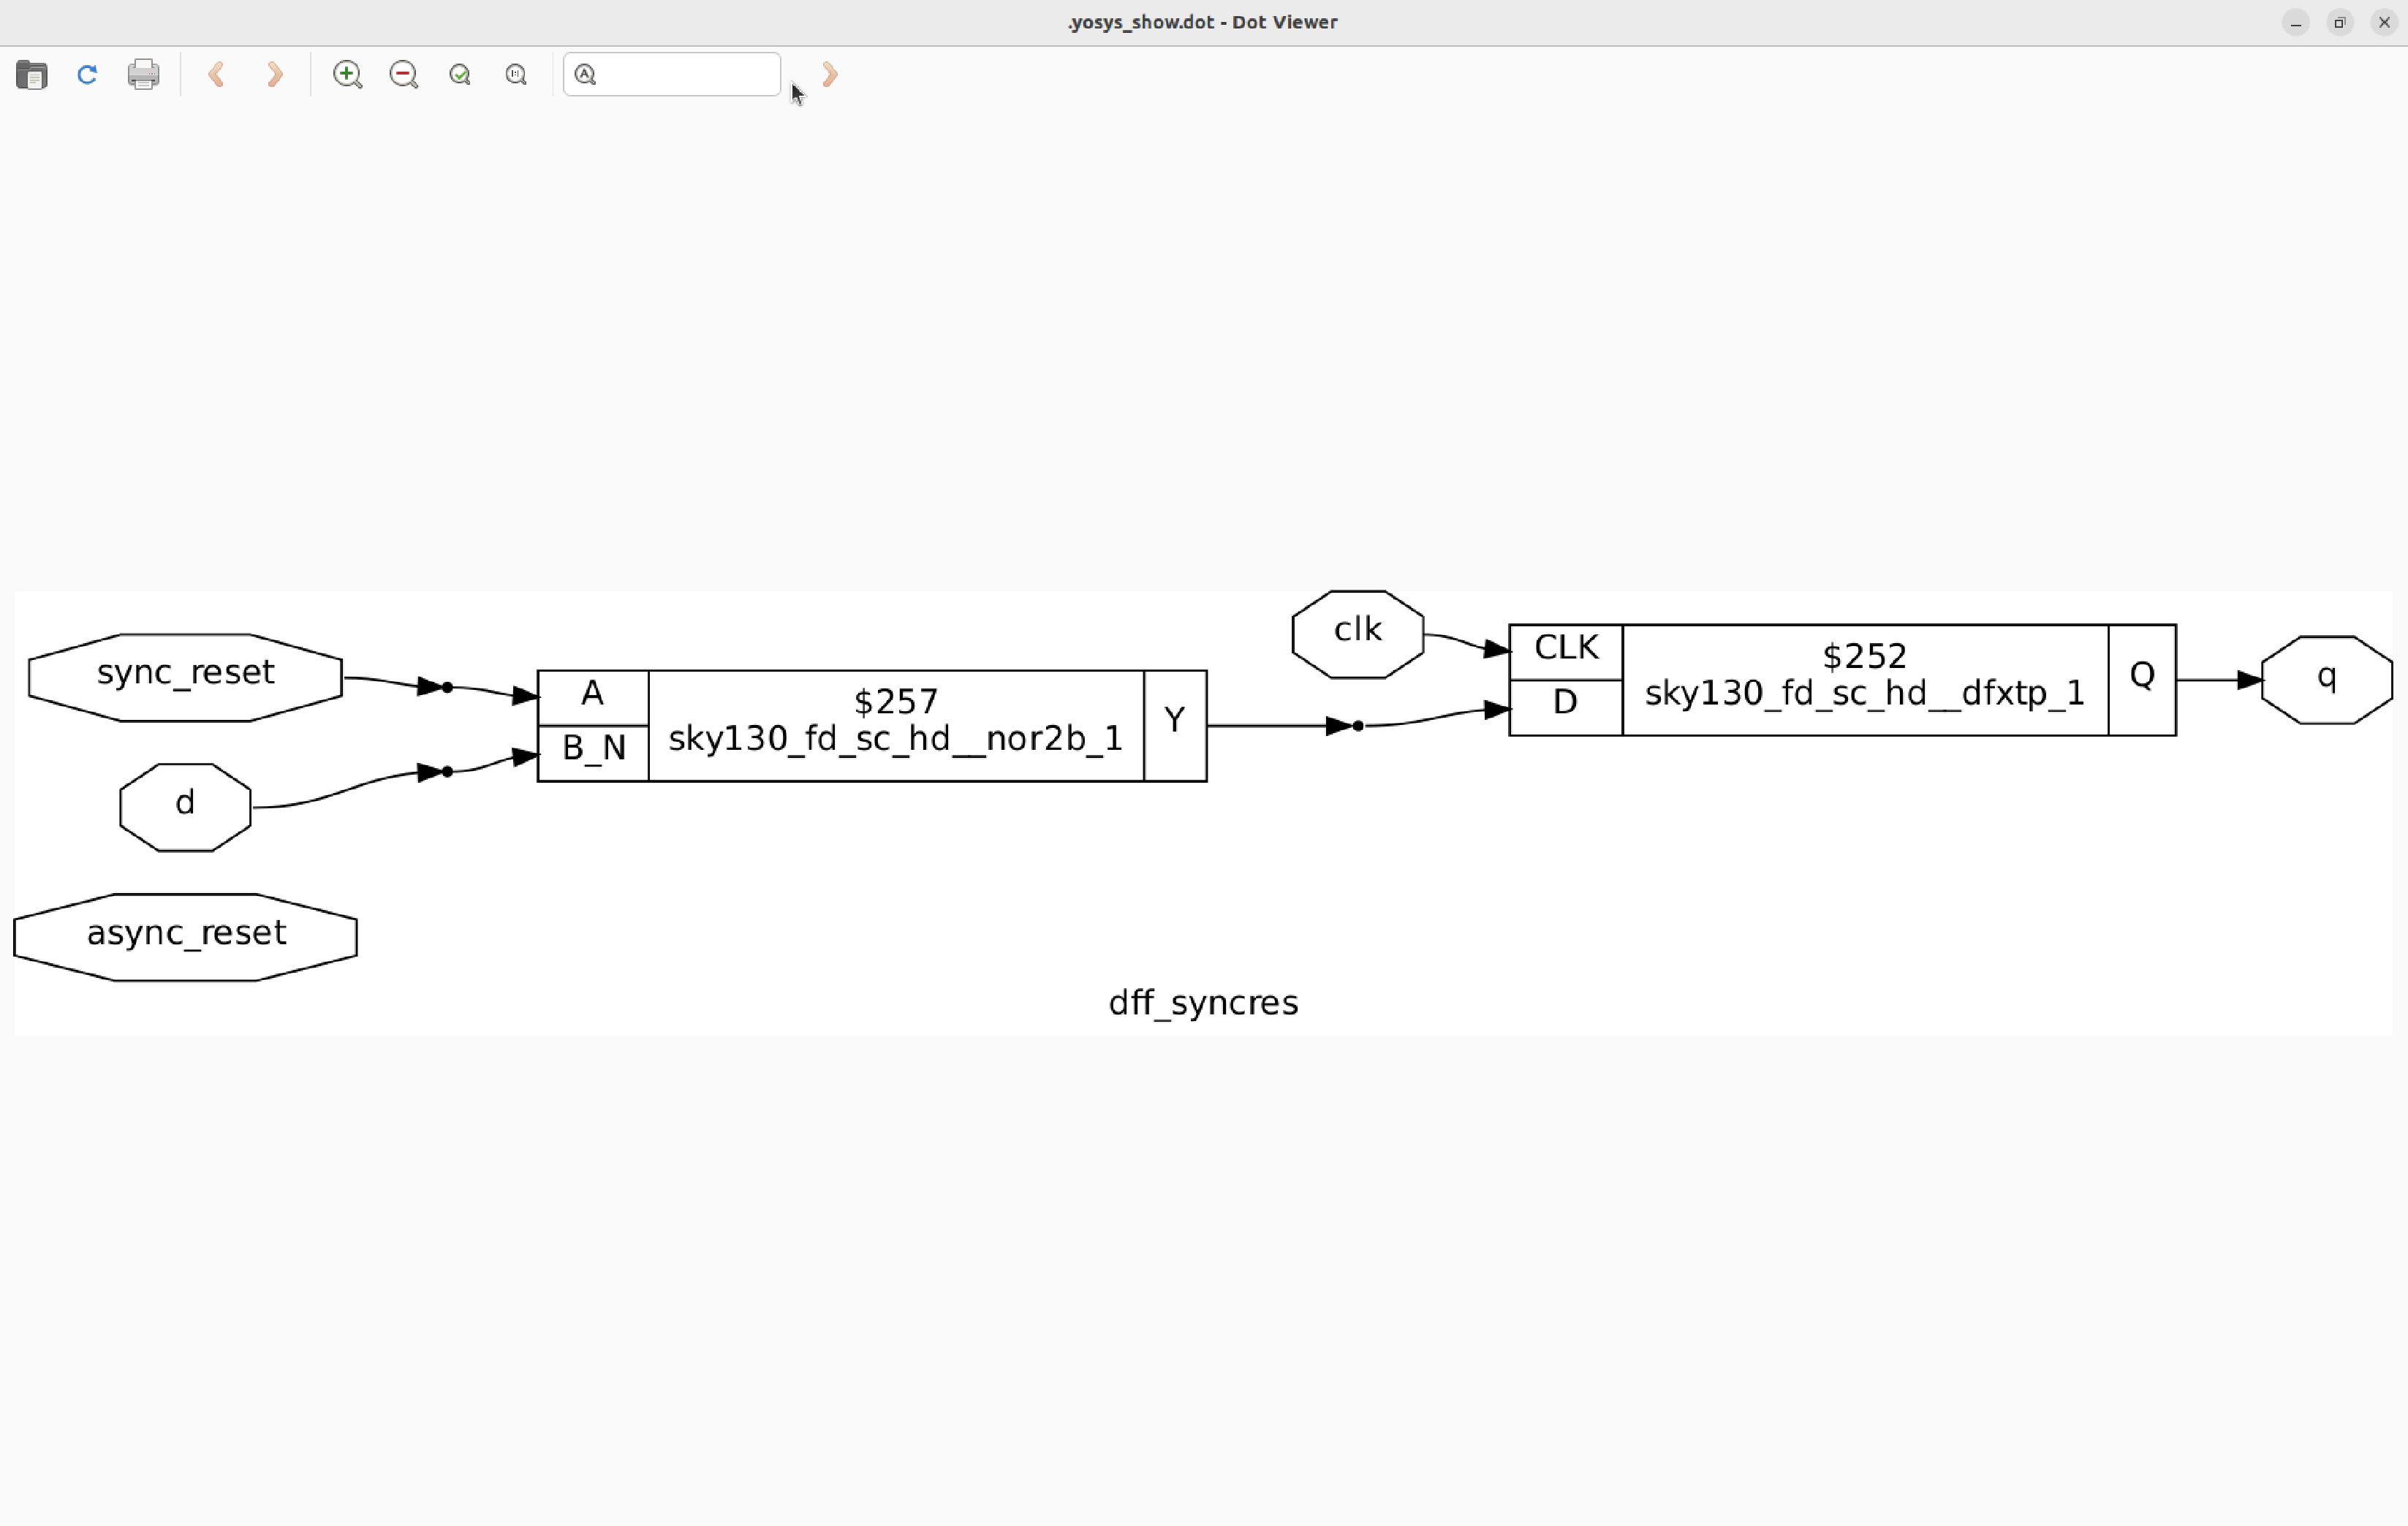 .yosys_show.dot - Dot Viewer
sync_reset
d
async_reset
A
B_N
$257
sky130_fd_sc_hd__nor2b_1
Y
clk
CLK
D
$252
sky130_fd_sc_hd__dfxtp_1
Q
q
dff_syncres